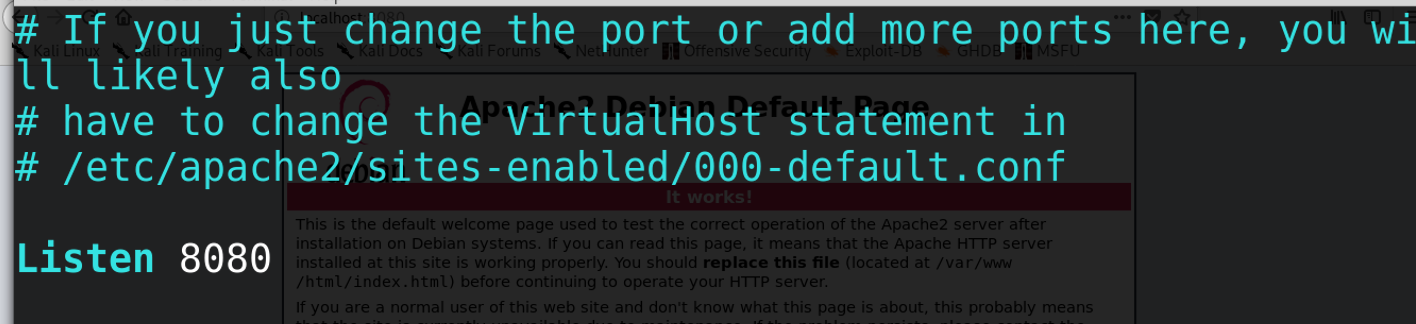 # If you just change the port or add more ports here, you wi
ll likely also
# have to change the VirtualHost statement in
# /etc/apache2/sites-enabled/000-default.conf
Listen 8080
localhost:8080
Kali Linux Kali Training Kali Tools Kali Docs Kali Forums NetHunter Offensive Security Exploit-DB GHDB MSFU
Apache2 Debian Default Page
It works!
This is the default welcome page used to test the correct operation of the Apache2 server after
installation on Debian systems. If you can read this page, it means that the Apache HTTP server
installed at this site is working properly. You should replace this file (located at /var/www
/html/index.html) before continuing to operate your HTTP server.
If you are a normal user of this web site and don't know what this page is about, this probably means